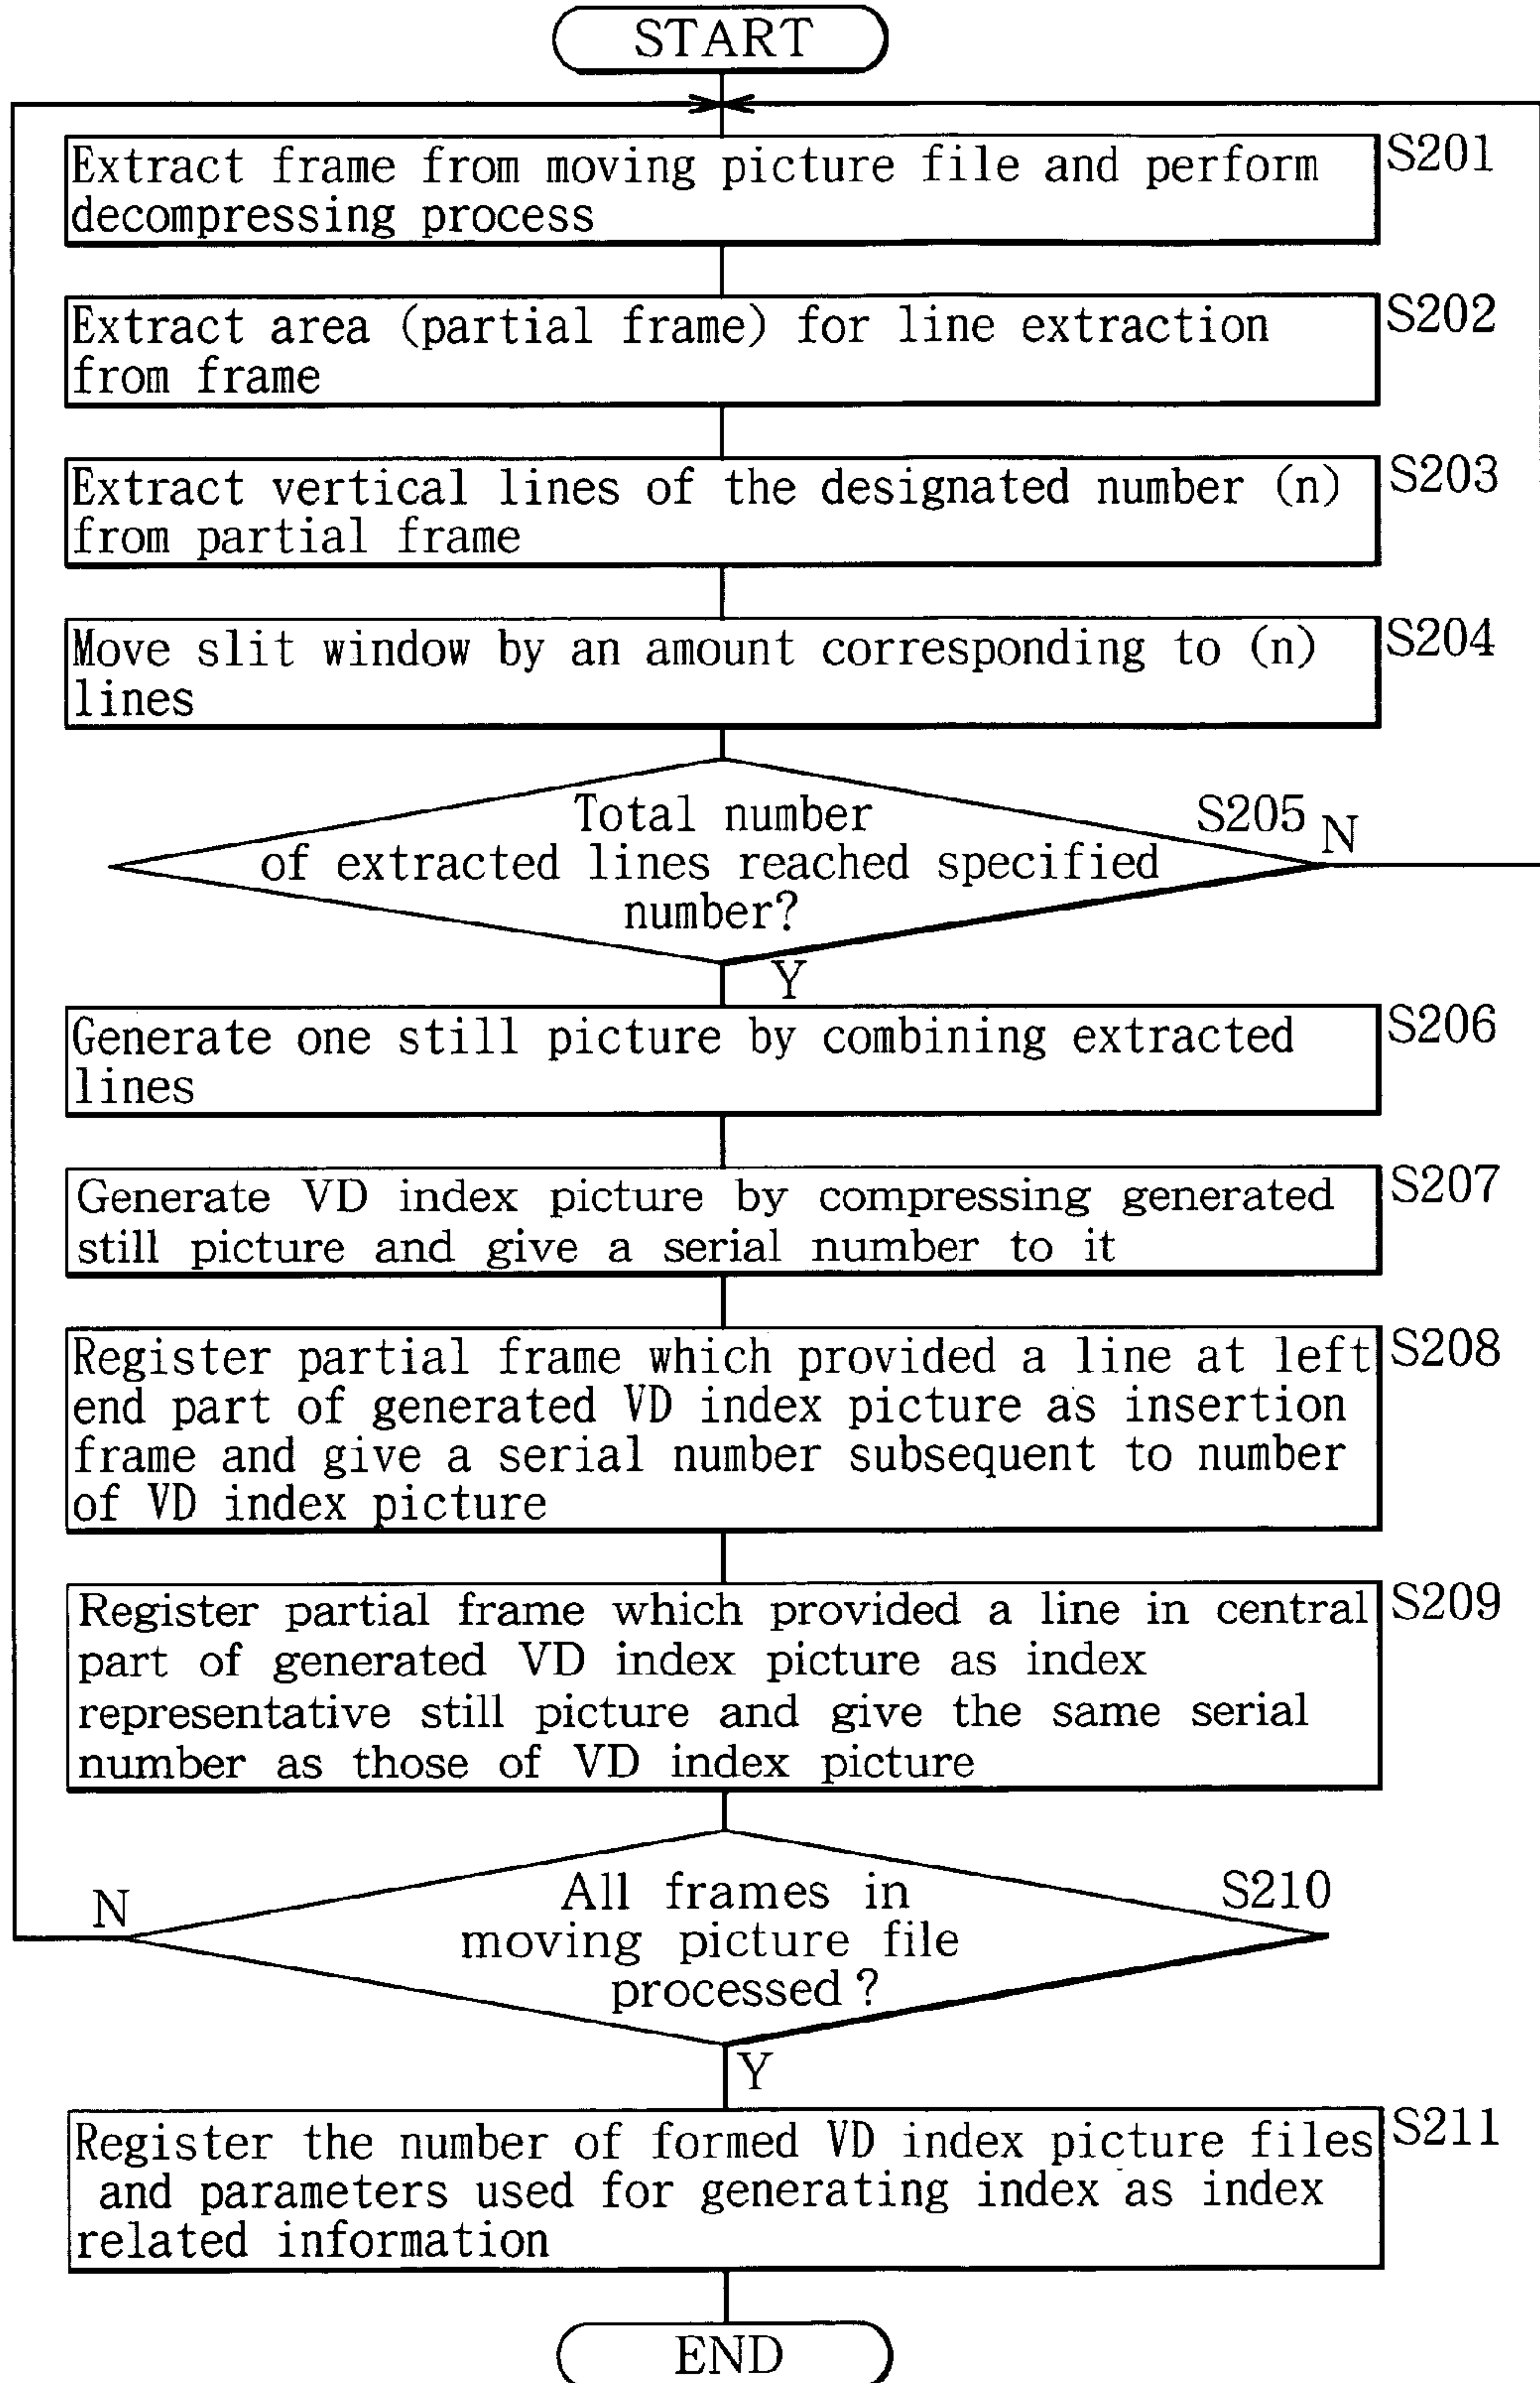 START
Extract frame from moving picture file and perform
decompressing process
S201
Extract area (partial frame) for line extraction
from frame
S202
Extract vertical lines of the designated number (n)
from partial frame
S203
Move slit window by an amount corresponding to (n)
lines
S204
Total number
of extracted lines reached specified
number?
S205
N
Y
Generate one still picture by combining extracted
lines
S206
Generate VD index picture by compressing generated
still picture and give a serial number to it
S207
Register partial frame which provided a line at left
end part of generated VD index picture as insertion
frame and give a serial number subsequent to number
of VD index picture
S208
Register partial frame which provided a line in central
part of generated VD index picture as index
representative still picture and give the same serial
number as those of VD index picture
S209
All frames in
moving picture file
processed?
S210
N
Y
Register the number of formed VD index picture files
and parameters used for generating index as index
related information
S211
END